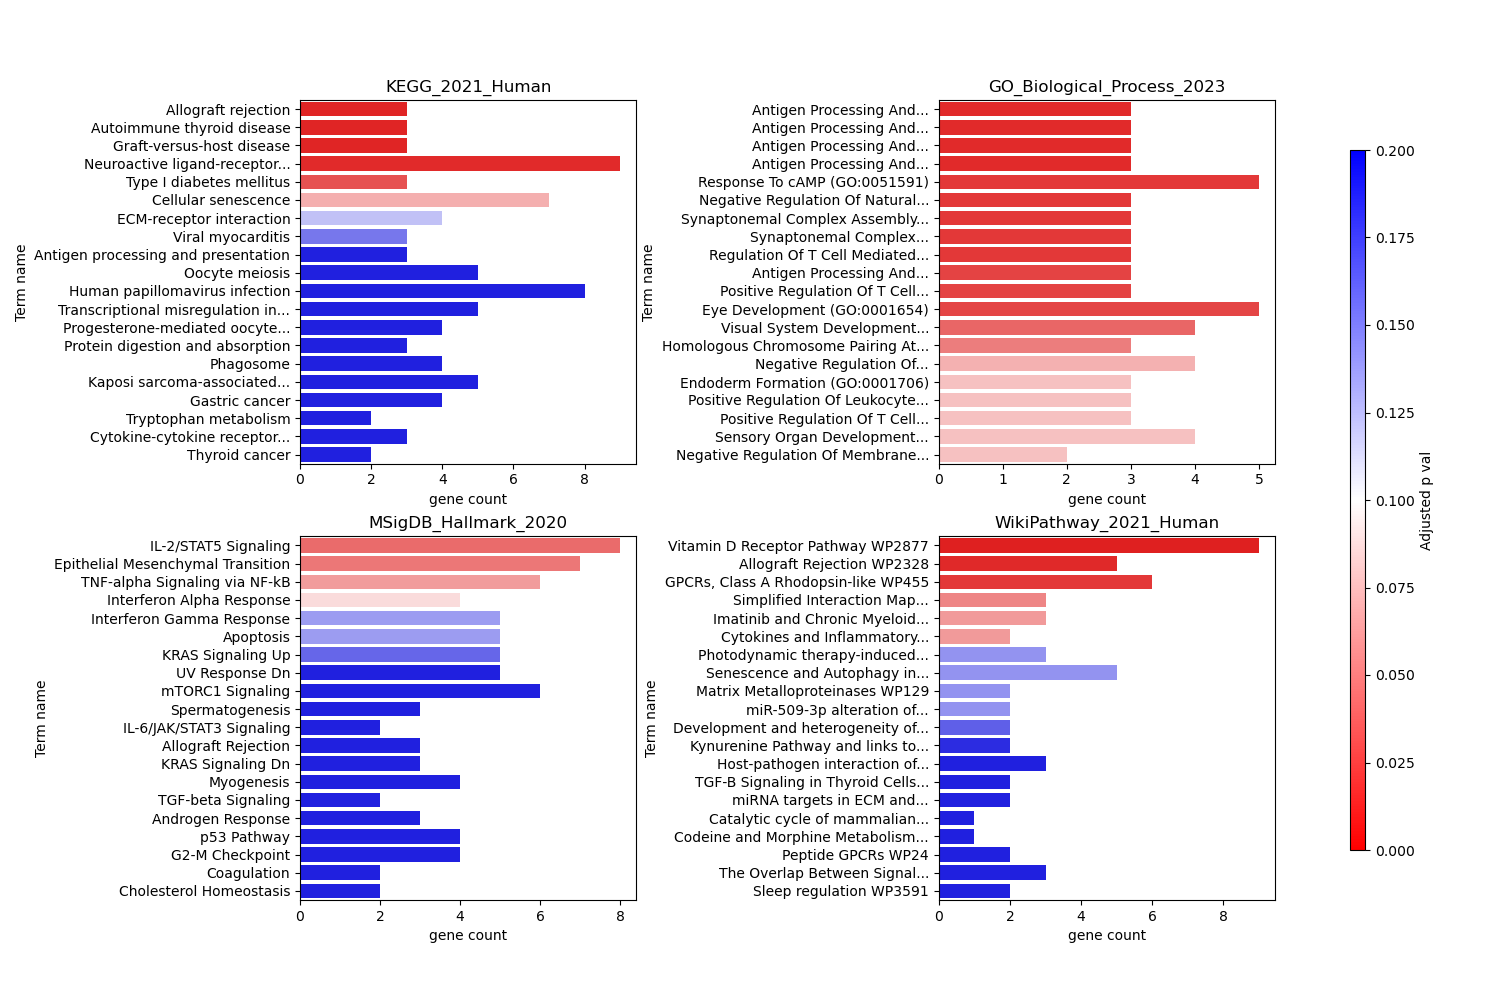 KEGG_2021_Human
Term name
Allograft rejection
Autoimmune thyroid disease
Graft-versus-host disease
Neuroactive ligand-receptor...
Type I diabetes mellitus
Cellular senescence
ECM-receptor interaction
Viral myocarditis
Antigen processing and presentation
Oocyte meiosis
Human papillomavirus infection
Transcriptional misregulation in...
Progesterone-mediated oocyte...
Protein digestion and absorption
Phagosome
Kaposi sarcoma-associated...
Gastric cancer
Tryptophan metabolism
Cytokine-cytokine receptor...
Thyroid cancer
0 2 4 6 8
gene count
GO_Biological_Process_2023
Term name
Antigen Processing And...
Antigen Processing And...
Antigen Processing And...
Antigen Processing And...
Response To cAMP (GO:0051591)
Negative Regulation Of Natural...
Synaptonemal Complex Assembly...
Synaptonemal Complex...
Regulation Of T Cell Mediated...
Antigen Processing And...
Positive Regulation Of T Cell...
Eye Development (GO:0001654)
Visual System Development...
Homologous Chromosome Pairing At...
Negative Regulation Of...
Endoderm Formation (GO:0001706)
Positive Regulation Of Leukocyte...
Positive Regulation Of T Cell...
Sensory Organ Development...
Negative Regulation Of Membrane...
0 1 2 3 4 5
gene count
MSigDB_Hallmark_2020
Term name
IL-2/STAT5 Signaling
Epithelial Mesenchymal Transition
TNF-alpha Signaling via NF-kB
Interferon Alpha Response
Interferon Gamma Response
Apoptosis
KRAS Signaling Up
UV Response Dn
mTORC1 Signaling
Spermatogenesis
IL-6/JAK/STAT3 Signaling
Allograft Rejection
KRAS Signaling Dn
Myogenesis
TGF-beta Signaling
Androgen Response
p53 Pathway
G2-M Checkpoint
Coagulation
Cholesterol Homeostasis
0 2 4 6 8
gene count
WikiPathway_2021_Human
Term name
Vitamin D Receptor Pathway WP2877
Allograft Rejection WP2328
GPCRs, Class A Rhodopsin-like WP455
Simplified Interaction Map...
Imatinib and Chronic Myeloid...
Cytokines and Inflammatory...
Photodynamic therapy-induced...
Senescence and Autophagy in...
Matrix Metalloproteinases WP129
miR-509-3p alteration of...
Development and heterogeneity of...
Kynurenine Pathway and links to...
Host-pathogen interaction of...
TGF-B Signaling in Thyroid Cells...
miRNA targets in ECM and...
Catalytic cycle of mammalian...
Codeine and Morphine Metabolism...
Peptide GPCRs WP24
The Overlap Between Signal...
Sleep regulation WP3591
0 2 4 6 8
gene count
0.200
0.175
0.150
0.125
0.100
0.075
0.050
0.025
0.000
Adjusted p val